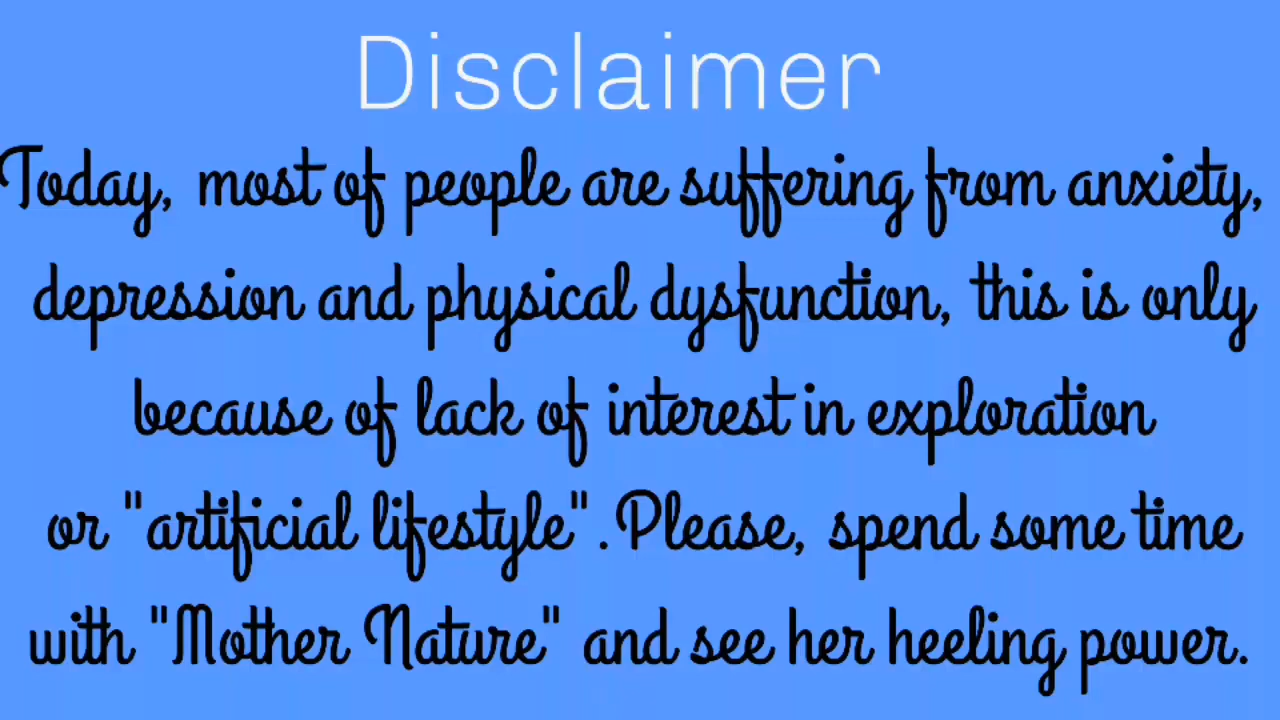 Disclaimer
Today, most of people are suffering from anxiety,
depression and physical dysfunction, this is only
because of lack of interest in exploration
or "artificial lifestyle".Please, spend some time
with "Mother Nature" and see her heeling power.